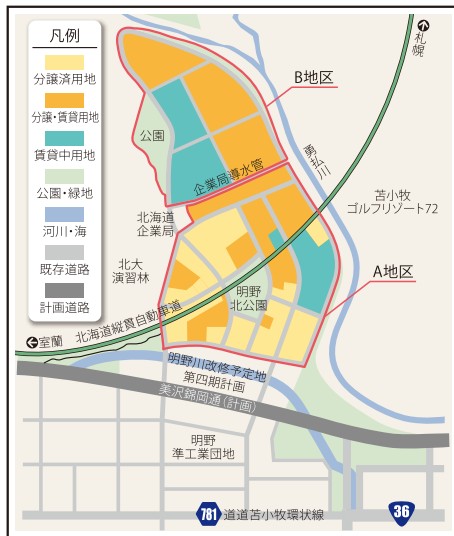 凡例
分譲済用地
分譲・賃貸用地
賃貸中用地
公園・緑地
河川・海
既存道路
計画道路
札幌
B地区
公園
勇払川
企業局導水管
苫小牧
ゴルフリゾート72
北海道
企業局
北大
演習林
明野
北公園
A地区
北海道縦貫自動車道
室蘭
明野川改修予定地
第四期計画
美沢錦岡通(計画)
明野
準工業団地
781
道道苫小牧環状線
36